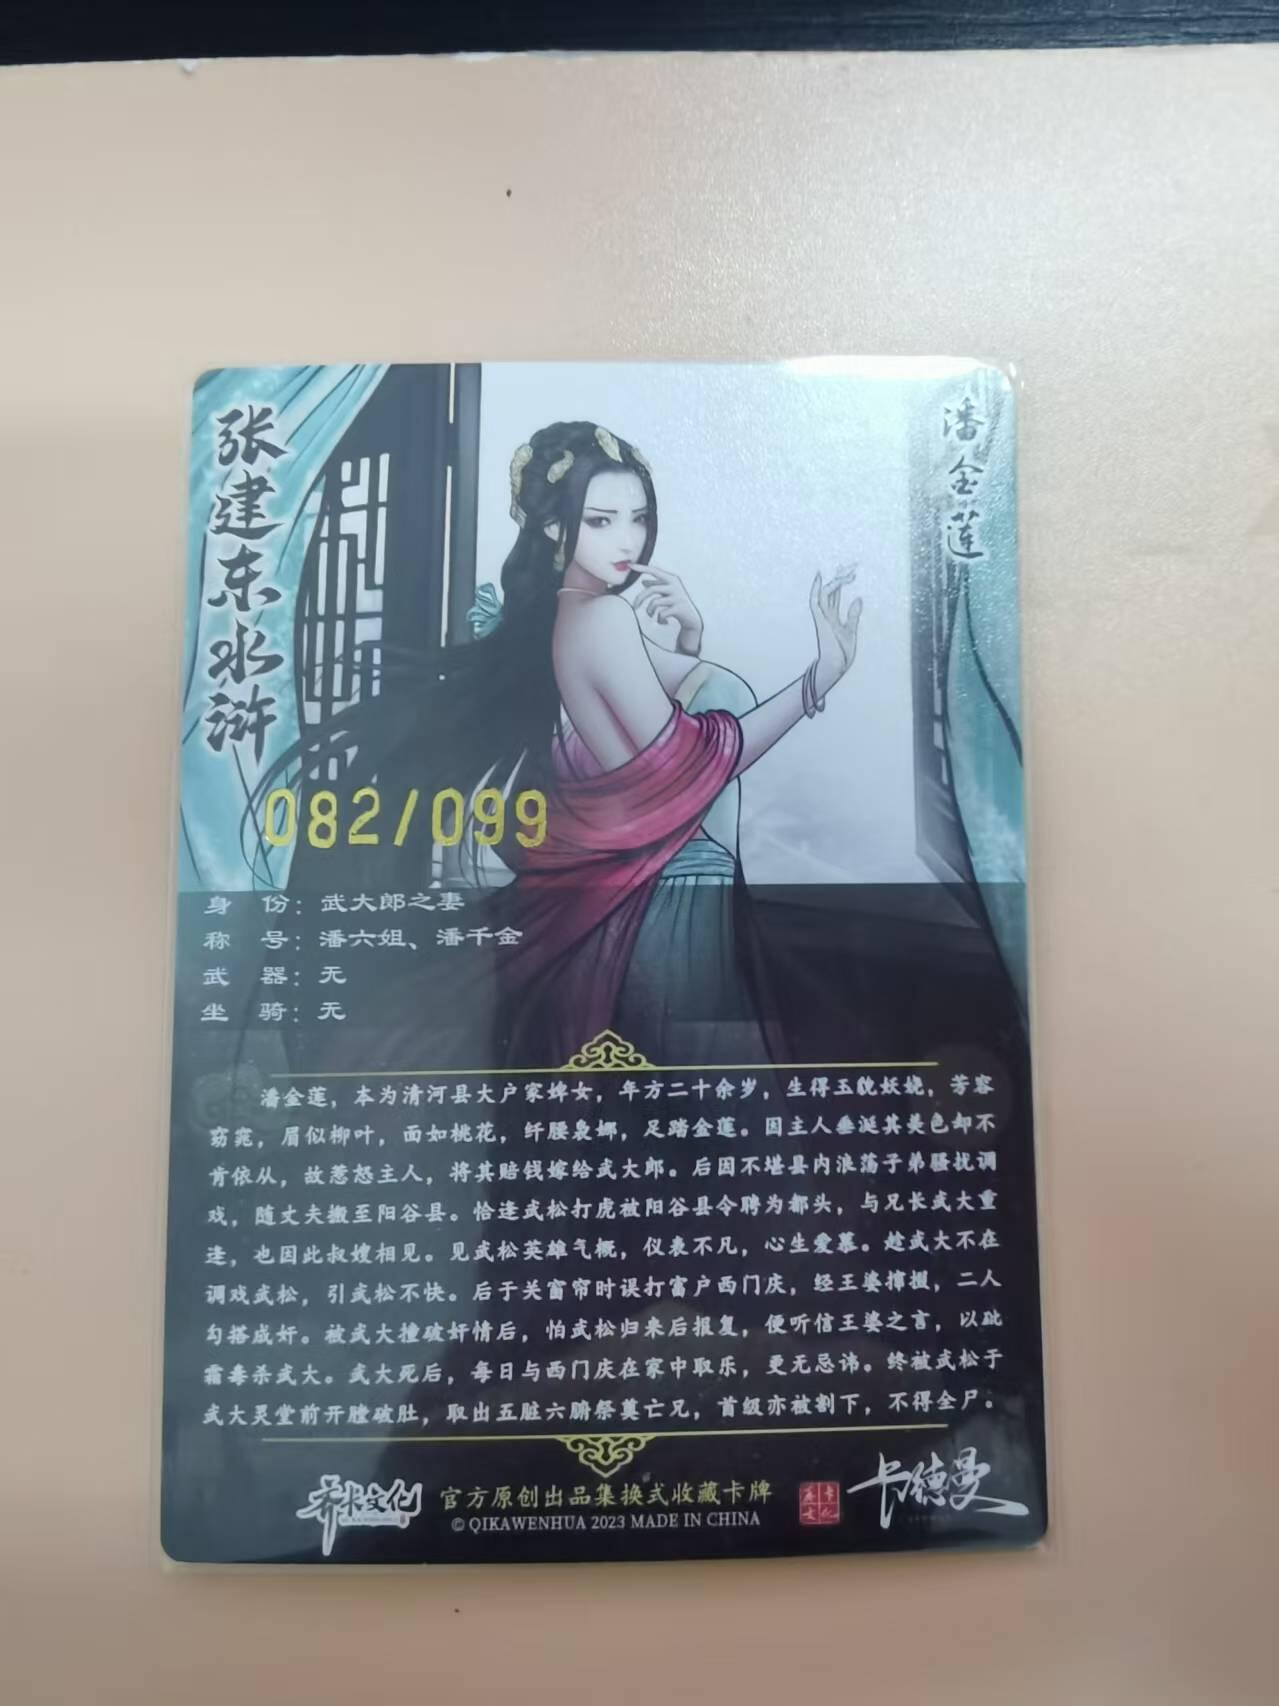 张建东水浒
潘金莲
082/099
身 份：武大郎之妻
称 号：潘六姐、潘千金
武 器：无
坐 骑：无
潘金莲，本为清河县大户家婢女，年方二十余岁，生得玉貌妖娆，芳容
窈窕，眉似柳叶，面如桃花，纤腰袅娜，足踏金莲。因主人垂涎其美色却不
肯依从，故惹怒主人，将其赔钱嫁给武大郎。后因不堪县内浪荡子弟骚扰调
戏，随丈夫搬至阳谷县。恰逢武松打虎被阳谷县令聘为都头，与兄长武大重
逢，也因此叔嫂相见。见武松英雄气概，仪表不凡，心生爱慕。趁武大不在
调戏武松，引武松不快。后于关窗帘时误打富户西门庆，经王婆撺掇，二人
勾搭成奸。被武大撞破奸情后，怕武松归来后报复，便听信王婆之言，以砒
霜毒杀武大。武大死后，每日与西门庆在家中取乐，更无忌讳。终被武松于
武大灵堂前开膛破肚，取出五脏六腑祭奠亡兄，首级亦被割下，不得全尸。
齐卡文化
官方原创出品集换式收藏卡牌
© QIKAWENHUA 2023 MADE IN CHINA
卡德曼